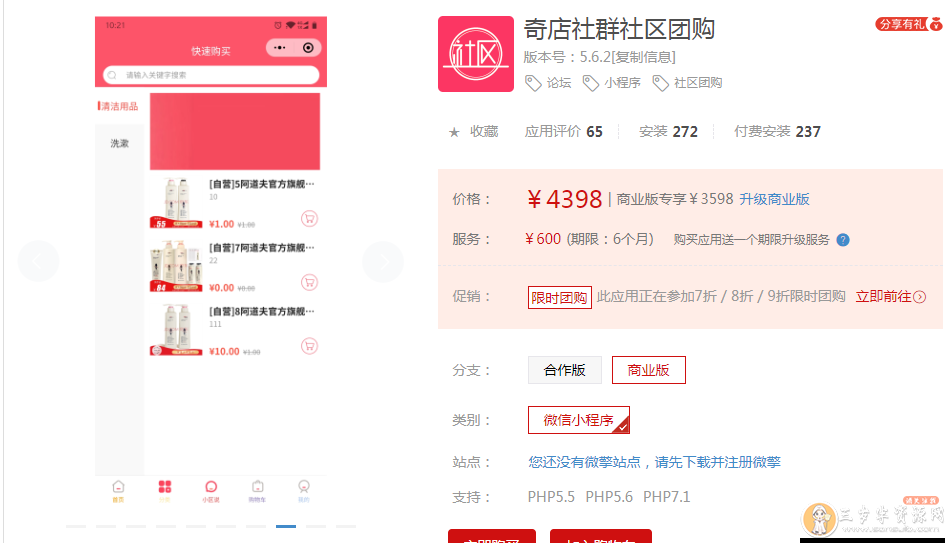 10:21
快速购买
请输入关键字搜索
清洁用品
洗漱
[自营]5阿道夫官方旗舰···
10
¥1.00 ¥1.00
[自营]7阿道夫官方旗舰···
22
¥0.00 ¥0.00
[自营]8阿道夫官方旗舰···
111
¥10.00 ¥1.00
首页
分类
小区通
购物车
我的
社区
奇店社群社区团购
分享有礼
版本号：5.6.2[复制信息]
论坛 小程序 社区团购
收藏 应用评价 65 安装 272 付费安装 237
价格： ¥4398 | 商业版专享¥3598 升级商业版
服务： ¥600 (期限：6个月) 购买应用送一个期限升级服务 ?
促销： 限时团购 此应用正在参加7折 / 8折 / 9折限时团购 立即前往
分支： 合作版 商业版
类别： 微信小程序
站点： 您还没有微擎站点，请先下载并注册微擎
支持： PHP5.5 PHP5.6 PHP7.1
立即购买 加入购物车
三步学资源网